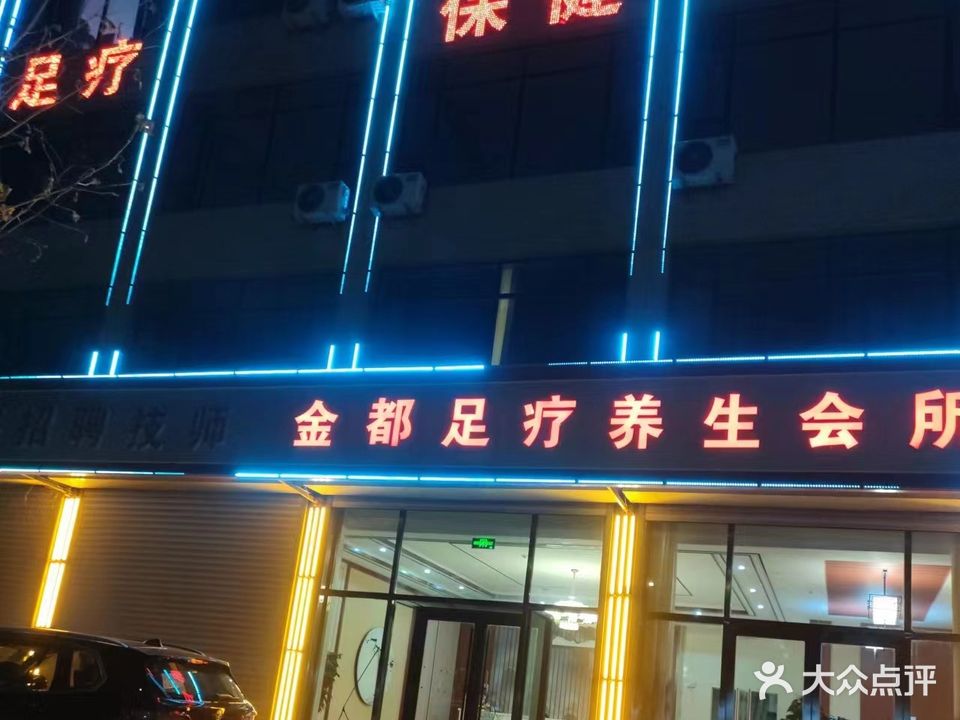 足疗
保健
招聘技师
金都足疗养生会所
大众点评